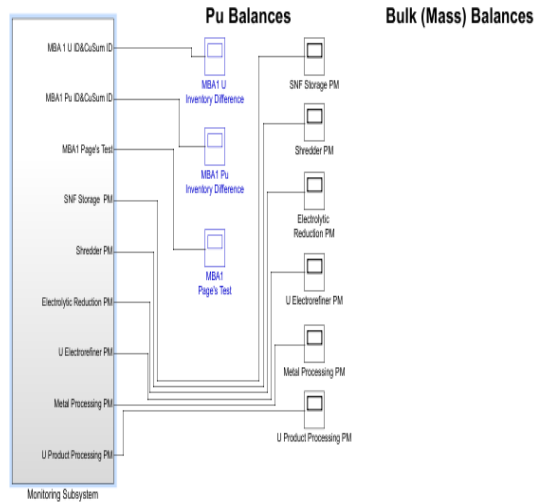 Pu Balances
Bulk (Mass) Balances
MBA 1 U ID&CuSum ID
MBA1 Pu ID&CuSum ID
MBA1 Page's Test
SNF Storage  PM
Shredder PM
Electrolytic Reduction PM
U Electrorefiner PM
Metal Processing PM
U Product Processing PM
Monitoring Subsystem
MBA1 U
Inventory Difference
MBA1 Pu
Inventory Difference
MBA1
Page's Test
SNF Storage PM
Shredder PM
Electrolytic
Reduction PM
U Electrorefiner PM
Metal Processing PM
U Product Processing PM